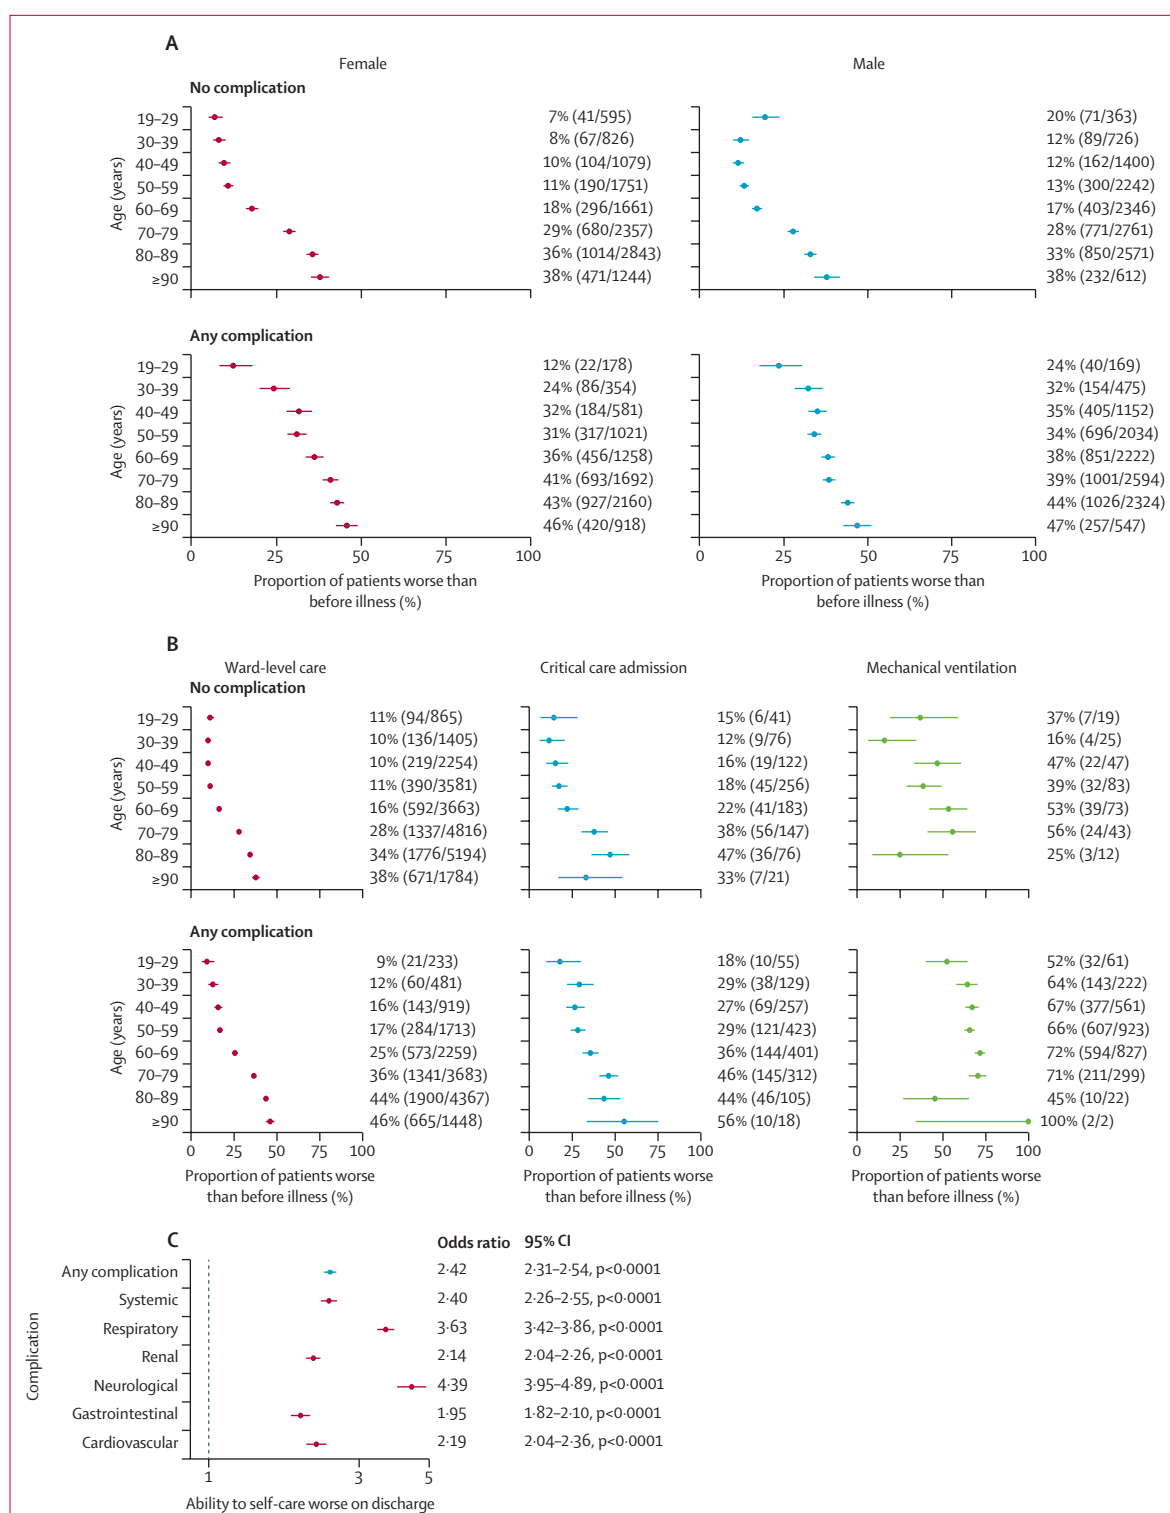 A
Female
Male
No complication
Age (years)
19–29
7% (41/595)
20% (71/363)
30–39
8% (67/826)
12% (89/726)
40–49
10% (104/1079)
12% (162/1400)
50–59
11% (190/1751)
13% (300/2242)
60–69
18% (296/1661)
17% (403/2346)
70–79
29% (680/2357)
28% (771/2761)
80–89
36% (1014/2843)
33% (850/2571)
≥90
38% (471/1244)
38% (232/612)
0 25 50 75 100
0 25 50 75 100
Any complication
Age (years)
19–29
12% (22/178)
24% (40/169)
30–39
24% (86/354)
32% (154/475)
40–49
32% (184/581)
35% (405/1152)
50–59
31% (317/1021)
34% (696/2034)
60–69
36% (456/1258)
38% (851/2222)
70–79
41% (693/1692)
39% (1001/2594)
80–89
43% (927/2160)
44% (1026/2324)
≥90
46% (420/918)
47% (257/547)
0 25 50 75 100
0 25 50 75 100
Proportion of patients worse than
before illness (%)
Proportion of patients worse than
before illness (%)
B
Ward-level care
Critical care admission
Mechanical ventilation
No complication
Age (years)
19–29
11% (94/865)
15% (6/41)
37% (7/19)
30–39
10% (136/1405)
12% (9/76)
16% (4/25)
40–49
10% (219/2254)
16% (19/122)
47% (22/47)
50–59
11% (390/3581)
18% (45/256)
39% (32/83)
60–69
16% (592/3663)
22% (41/183)
53% (39/73)
70–79
28% (1337/4816)
38% (56/147)
56% (24/43)
80–89
34% (1776/5194)
47% (36/76)
25% (3/12)
≥90
38% (671/1784)
33% (7/21)
Any complication
Age (years)
19–29
9% (21/233)
18% (10/55)
52% (32/61)
30–39
12% (60/481)
29% (38/129)
64% (143/222)
40–49
16% (143/919)
27% (69/257)
67% (377/561)
50–59
17% (284/1713)
29% (121/423)
66% (607/923)
60–69
25% (573/2259)
36% (144/401)
72% (594/827)
70–79
36% (1341/3683)
46% (145/312)
71% (211/299)
80–89
44% (1900/4367)
44% (46/105)
45% (10/22)
≥90
46% (665/1448)
56% (10/18)
100% (2/2)
0 25 50 75 100
0 25 50 75 100
0 25 50 75 100
Proportion of patients worse
than before illness (%)
Proportion of patients worse
than before illness (%)
Proportion of patients worse
than before illness (%)
C
Odds ratio 95% CI
Complication
Any complication
2·42 2·31–2·54, p<0·0001
Systemic
2·40 2·26–2·55, p<0·0001
Respiratory
3·63 3·42–3·86, p<0·0001
Renal
2·14 2·04–2·26, p<0·0001
Neurological
4·39 3·95–4·89, p<0·0001
Gastrointestinal
1·95 1·82–2·10, p<0·0001
Cardiovascular
2·19 2·04–2·36, p<0·0001
1 3 5
Ability to self-care worse on discharge